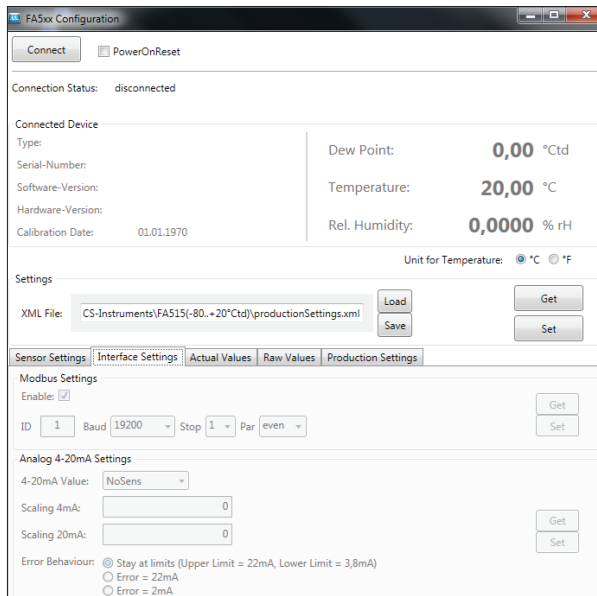 FA5xx Configuration
Connect PowerOnReset
Connection Status: disconnected
Connected Device
Type:
Serial-Number:
Software-Version:
Hardware-Version:
Calibration Date: 01.01.1970
Dew Point: 0,00 °Ctd
Temperature: 20,00 °C
Rel. Humidity: 0,0000 % rH
Unit for Temperature: °C °F
Settings
XML File: CS-Instruments\FA515(-80..+20°Ctd)\productionSettings.xml
Load
Save
Get
Set
Sensor Settings Interface Settings Actual Values Raw Values Production Settings
Modbus Settings
Enable:
ID 1 Baud 19200 Stop 1 Par even
Get
Set
Analog 4-20mA Settings
4-20mA Value: NoSens
Scaling 4mA: 0
Scaling 20mA: 0
Get
Set
Error Behaviour: Stay at limits (Upper Limit = 22mA, Lower Limit = 3,8mA)
Error = 22mA
Error = 2mA